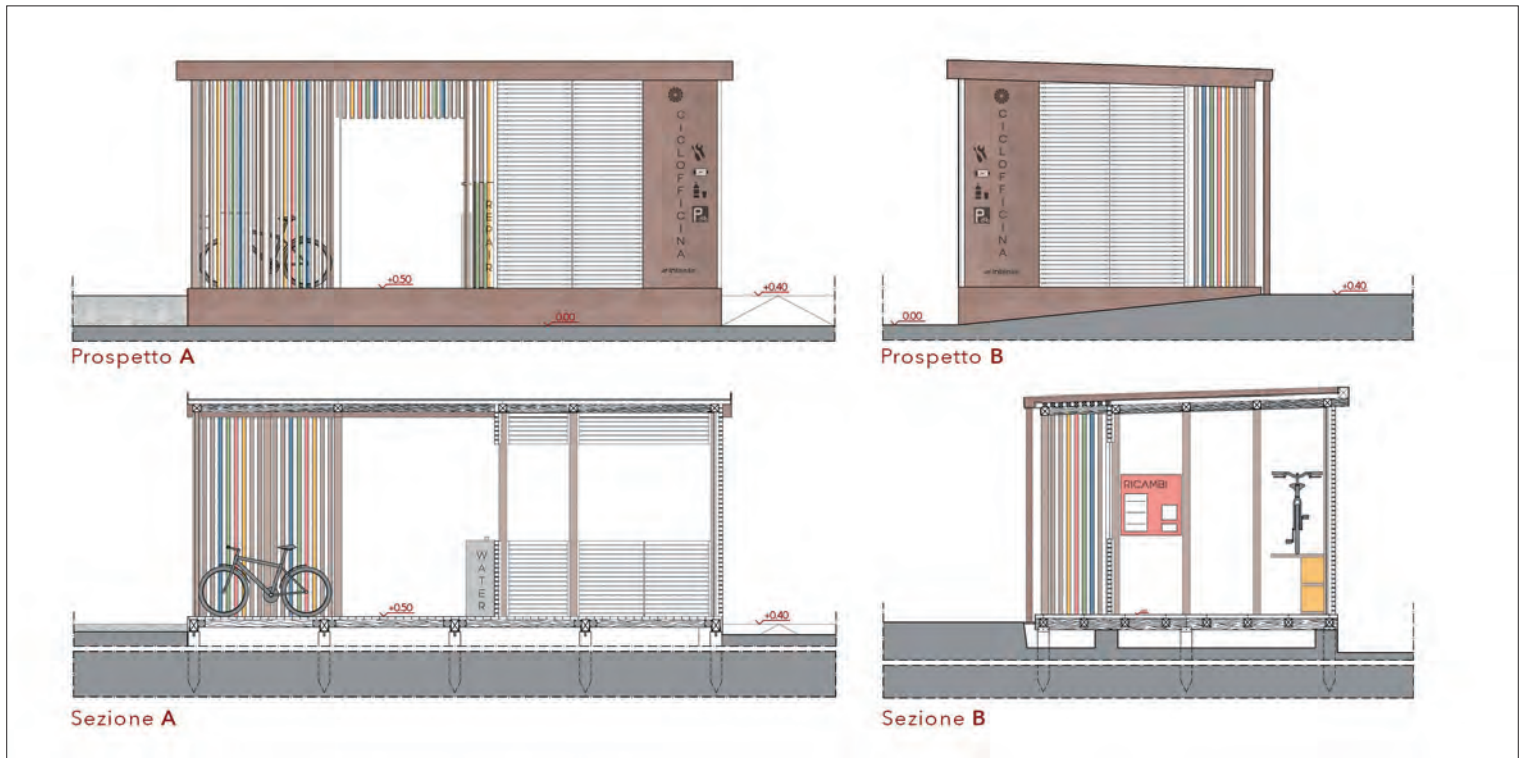 CICLOFFICINA
REPAIR
P
+0.50
+0.40
0.00
Prospetto A
CICLOFFICINA
P
+0.40
0.00
Prospetto B
WATER
+0.50
+0.40
Sezione A
RICAMBI
Sezione B